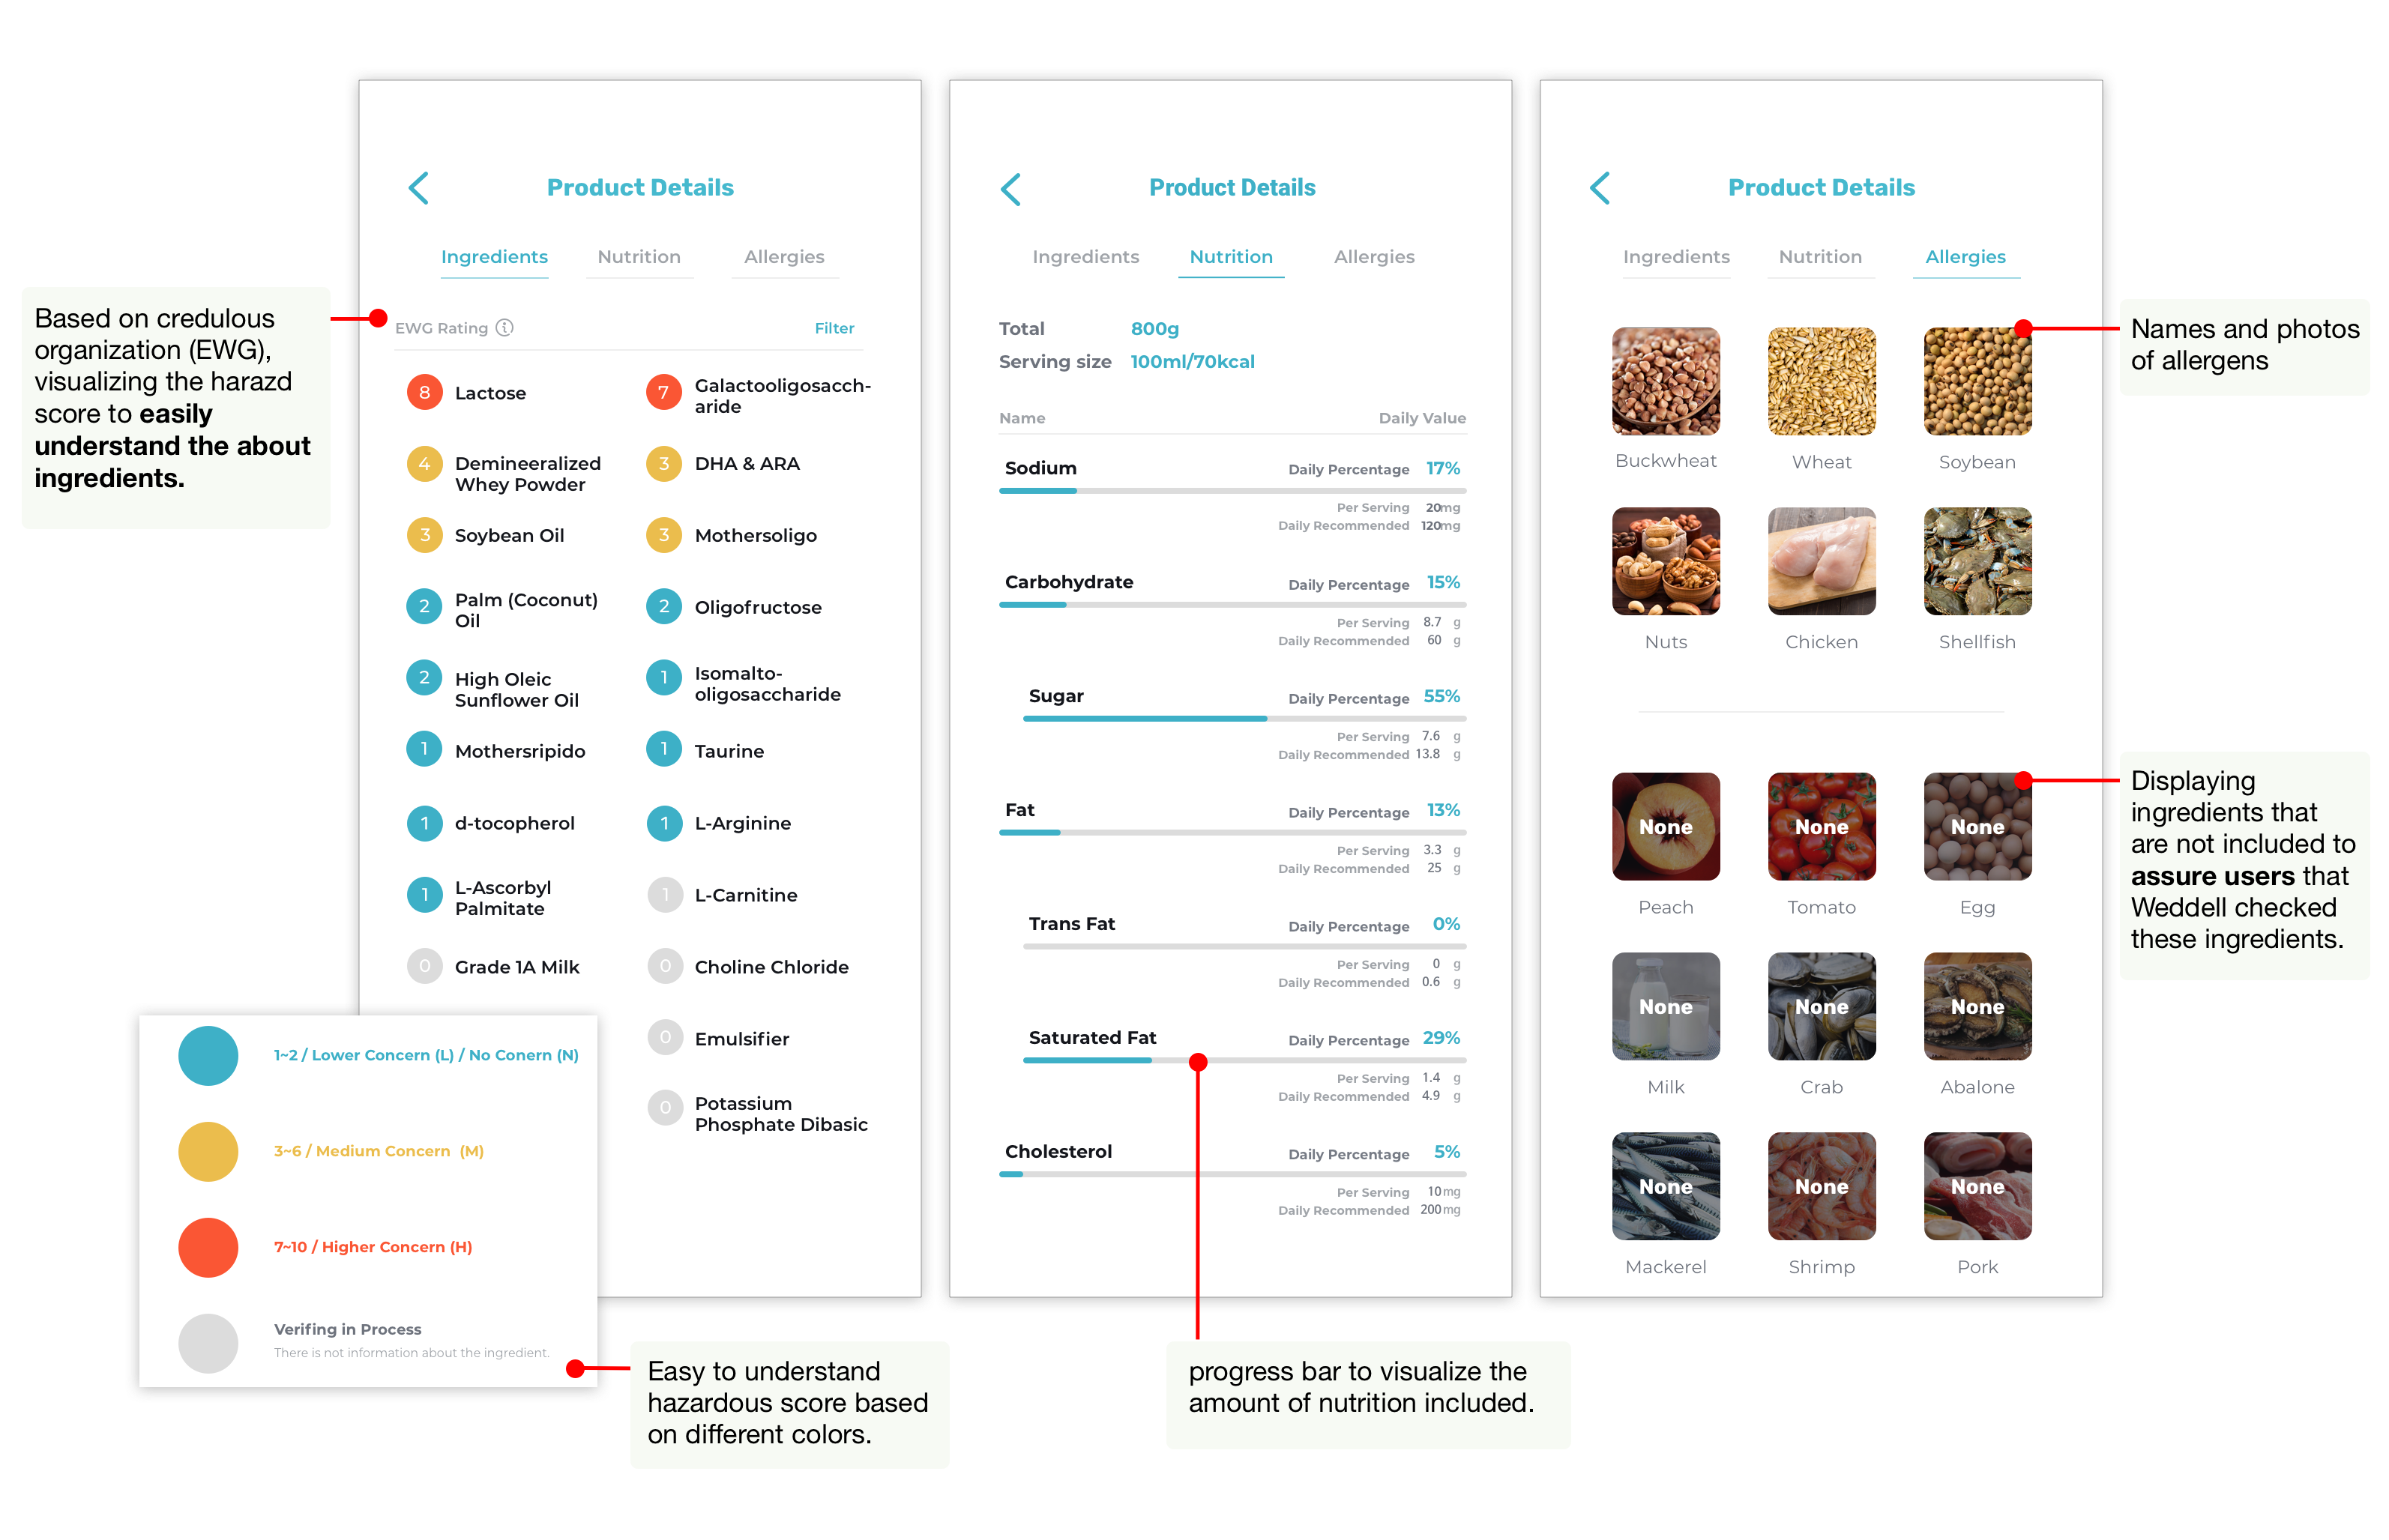 Product Details
Ingredients
Nutrition
Allergies
EWG Rating
Filter
8
Lactose
7
Galactooligosacch-
aride
4
Demineeralized
Whey Powder
3
DHA & ARA
3
Soybean Oil
3
Mothersoligo
2
Palm (Coconut)
Oil
2
Oligofructose
2
High Oleic
Sunflower Oil
1
Isomalto-
oligosaccharide
1
Mothersripido
1
Taurine
1
d-tocopherol
1
L-Arginine
1
L-Ascorbyl
Palmitate
1
L-Carnitine
0
Grade 1A Milk
0
Choline Chloride
0
Emulsifier
0
Potassium
Phosphate Dibasic
Based on credulous
organization (EWG),
visualizing the harazd
score to easily
understand the about
ingredients.
1~2 / Lower Concern (L) / No Conern (N)
3~6 / Medium Concern (M)
7~10 / Higher Concern (H)
Verifing in Process
There is not information about the ingredient.
Easy to understand
hazardous score based
on different colors.
Product Details
Ingredients
Nutrition
Allergies
Total 800g
Serving size 100ml/70kcal
Name Daily Value
Sodium Daily Percentage 17%
Per Serving 20mg
Daily Recommended 120mg
Carbohydrate Daily Percentage 15%
Per Serving 8.7 g
Daily Recommended 60 g
Sugar Daily Percentage 55%
Per Serving 7.6 g
Daily Recommended 13.8 g
Fat Daily Percentage 13%
Per Serving 3.3 g
Daily Recommended 25 g
Trans Fat Daily Percentage 0%
Per Serving 0 g
Daily Recommended 0.6 g
Saturated Fat Daily Percentage 29%
Per Serving 1.4 g
Daily Recommended 4.9 g
Cholesterol Daily Percentage 5%
Per Serving 10mg
Daily Recommended 200mg
progress bar to visualize the
amount of nutrition included.
Product Details
Ingredients
Nutrition
Allergies
Buckwheat
Wheat
Soybean
Nuts
Chicken
Shellfish
None
None
None
Peach
Tomato
Egg
None
None
None
Milk
Crab
Abalone
None
None
None
Mackerel
Shrimp
Pork
Names and photos
of allergens
Displaying
ingredients that
are not included to
assure users that
Weddell checked
these ingredients.